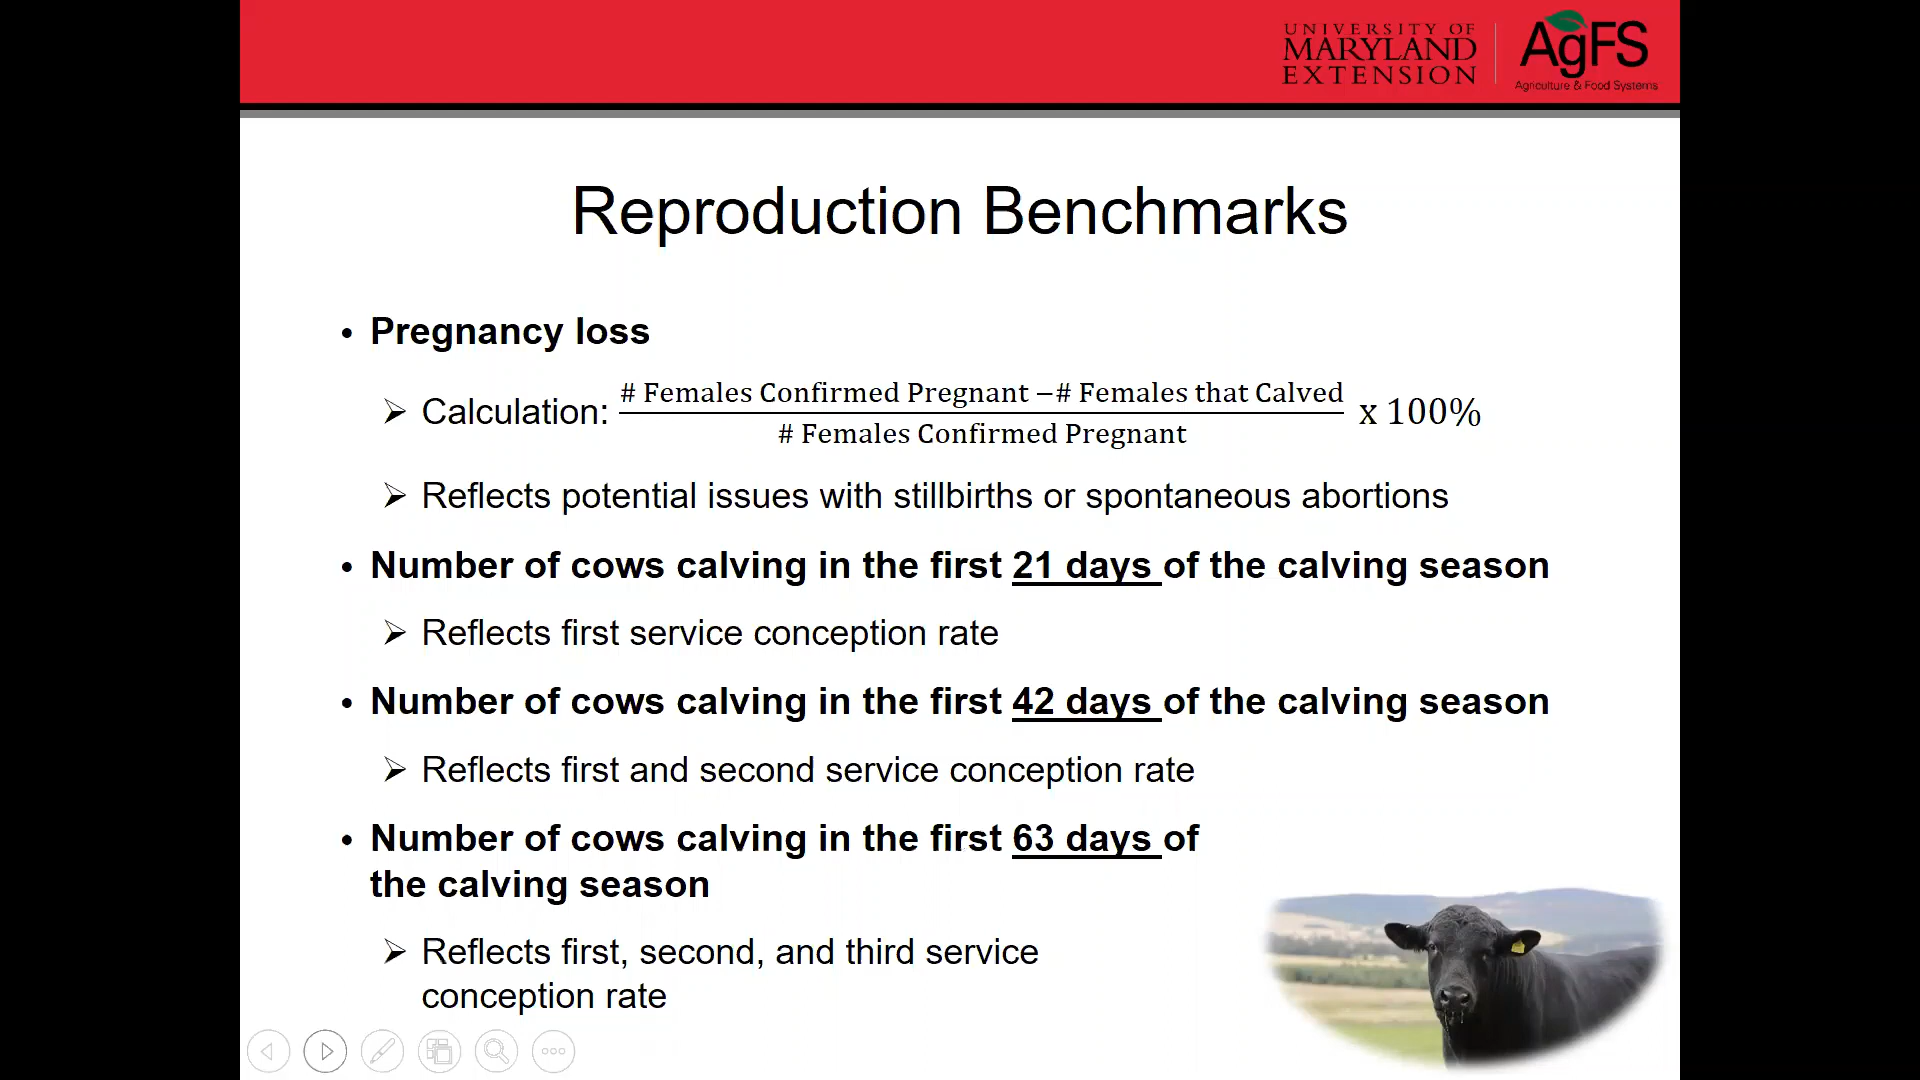 UNIVERSITY OF
MARYLAND
EXTENSION
AgFS
Agriculture & Food Systems
Reproduction Benchmarks
• Pregnancy loss
➢ Calculation: # Females Confirmed Pregnant −# Females that Calved
# Females Confirmed Pregnant
x 100%
➢ Reflects potential issues with stillbirths or spontaneous abortions
• Number of cows calving in the first 21 days of the calving season
➢ Reflects first service conception rate
• Number of cows calving in the first 42 days of the calving season
➢ Reflects first and second service conception rate
• Number of cows calving in the first 63 days of
the calving season
➢ Reflects first, second, and third service
conception rate